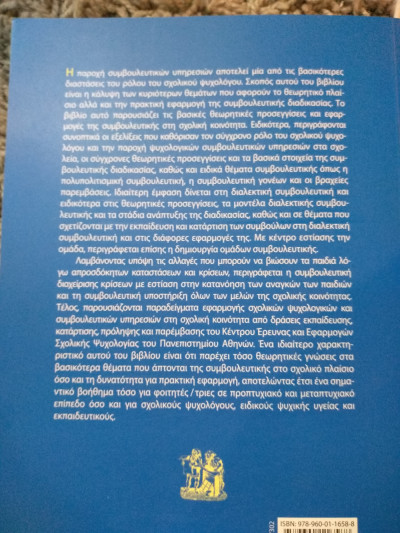 Η παροχή συμβουλευτικών υπηρεσιών αποτελεί μία από τις βασικότερες
διαστάσεις του ρόλου του σχολικού ψυχολόγου. Σκοπός αυτού του βιβλίου
είναι η κάλυψη των κυριότερων θεμάτων που αφορούν το θεωρητικό πλαί-
σιο αλλά και την πρακτική εφαρμογή της συμβουλευτικής διαδικασίας. Το
βιβλίο αυτό παρουσιάζει τις βασικές θεωρητικές προσεγγίσεις και εφαρ-
μογές της συμβουλευτικής στη σχολική κοινότητα. Ειδικότερα, περιγράφονται
συνοπτικά οι εξελίξεις που καθόρισαν τον σύγχρονο ρόλο του σχολικού ψυχο-
λόγου και την παροχή ψυχολογικών συμβουλευτικών υπηρεσιών στα σχο-
λεία, οι σύγχρονες θεωρητικές προσεγγίσεις και τα βασικά στοιχεία της συμ-
βουλευτικής διαδικασίας, καθώς και ειδικά θέματα συμβουλευτικής όπως η
πολυπολιτισμική συμβουλευτική, η συμβουλευτική γονέων και οι βραχείες
παρεμβάσεις. Ιδιαίτερη έμφαση δίνεται στη διαλεκτική συμβουλευτική και
ειδικότερα στις θεωρητικές προσεγγίσεις, τα μοντέλα διαλεκτικής συμβου-
λευτικής και τα στάδια ανάπτυξης της διαδικασίας, καθώς και σε θέματα που
σχετίζονται με την εκπαίδευση και κατάρτιση των συμβούλων στη διαλεκτική
συμβουλευτική και στις διάφορες εφαρμογές της. Με κέντρο εστίασης την
ομάδα, περιγράφεται επίσης η δημιουργία ομάδων συμβουλευτικής.
Λαμβάνοντας υπόψη τις αλλαγές που μπορούν να βιώσουν τα παιδιά λό-
γω απροσδόκητων καταστάσεων και κρίσεων, περιγράφεται η συμβουλευτική
διαχείρισης κρίσεων με εστίαση στην κατανόηση των αναγκών των παιδιών
και τη συμβουλευτική υποστήριξη όλων των μελών της σχολικής κοινότητας.
Τέλος, παρουσιάζονται παραδείγματα εφαρμογής σχολικών ψυχολογικών και
συμβουλευτικών υπηρεσιών στη σχολική κοινότητα από δράσεις εκπαίδευσης,
κατάρτισης, πρόληψης και παρέμβασης του Κέντρου Έρευνας και Εφαρμογών
Σχολικής Ψυχολογίας του Πανεπιστημίου Αθηνών. Ένα ιδιαίτερο χαρακτη-
ριστικό αυτού του βιβλίου είναι ότι παρέχει τόσο θεωρητικές γνώσεις στα
βασικότερα θέματα που άπτονται της συμβουλευτικής στο σχολικό πλαίσιο
όσο και τη δυνατότητα για πρακτική εφαρμογή, αποτελώντας έτσι ένα σημα-
ντικό βοήθημα τόσο για φοιτητές / τριες σε προπτυχιακό και μεταπτυχιακό
επίπεδο όσο και για σχολικούς ψυχολόγους, ειδικούς ψυχικής υγείας και
εκπαιδευτικούς.
ISBN: 978-960-01-1658-8